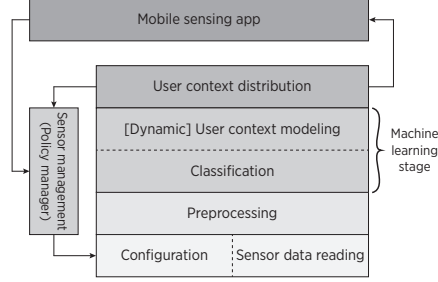 Mobile sensing app
User context distribution
Sensor management
(Policy manager)
[Dynamic] User context modeling
Classification
Machine
learning
stage
Preprocessing
Configuration
Sensor data reading